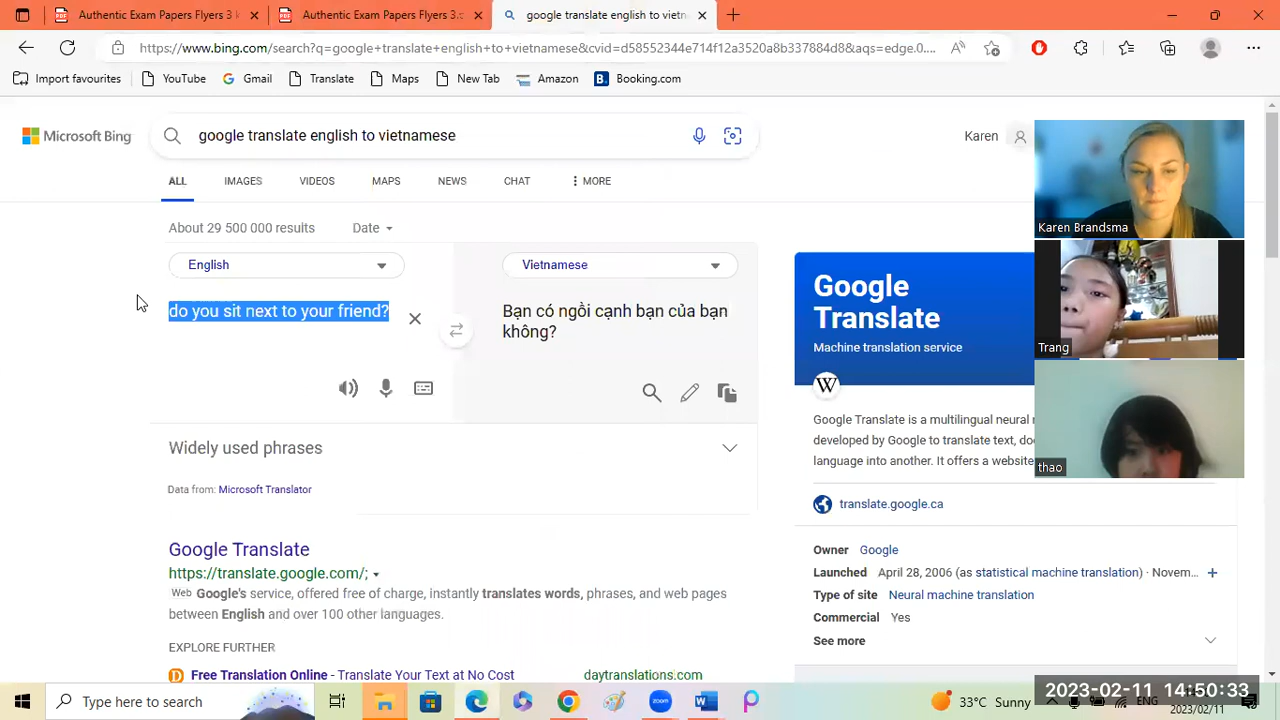 Authentic Exam Papers 4.
Authentic Exam Papers 3.
google translate english to vietn
https://www.bing.com/search?q=google+translate+english+to+vietnamese&cvid=d58552344e714f12a3520a8b337884d8&aqs=edge.0....
Import favourites
YouTube
Gmail
Translate
Maps
New Tab
Amazon
Booking.com
Microsoft Bing
google translate english to vietnamese
Karen
ALL
IMAGES
VIDEOS
MAPS
NEWS
CHAT
MORE
About 29 500 000 results
Date
English
Vietnamese
do you sit next to your friend?
Bạn có ngồi cạnh bạn của bạn
không?
Widely used phrases
Data from: Microsoft Translator
Google Translate
https://translate.google.com/;
Web Google's service, offered free of charge, instantly translates words, phrases, and web pages
between English and over 100 other languages.
EXPLORE FURTHER
Free Translation Online - Translate Your Text at No Cost
daytranslations.com
Google
Translate
Machine translation service
W
Google Translate is a multilingual neural
developed by Google to translate text, do
language into another. It offers a website
translate.google.ca
Owner Google
Launched April 28, 2006 (as statistical machine translation) · Novem...
Type of site Neural machine translation
Commercial Yes
See more
Karen Brandsma
Trang
thao
Type here to search
zoom
33°C Sunny
ENG
2023/02/11
2023-02-11 14:50:33